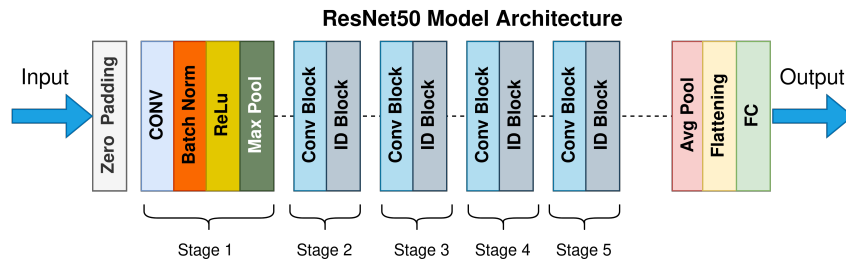 ResNet50 Model Architecture
Input
Zero Padding
CONV
Batch Norm
ReLu
Max Pool
Conv Block
ID Block
Conv Block
ID Block
Conv Block
ID Block
Conv Block
ID Block
Avg Pool
Flattening
FC
Output
Stage 1
Stage 2
Stage 3
Stage 4
Stage 5